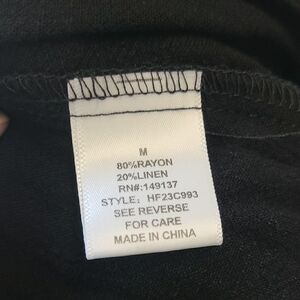 M
80%RAYON
20%LINEN
RN#:149137
STYLE: HF23C993
SEE REVERSE
FOR CARE
MADE IN CHINA